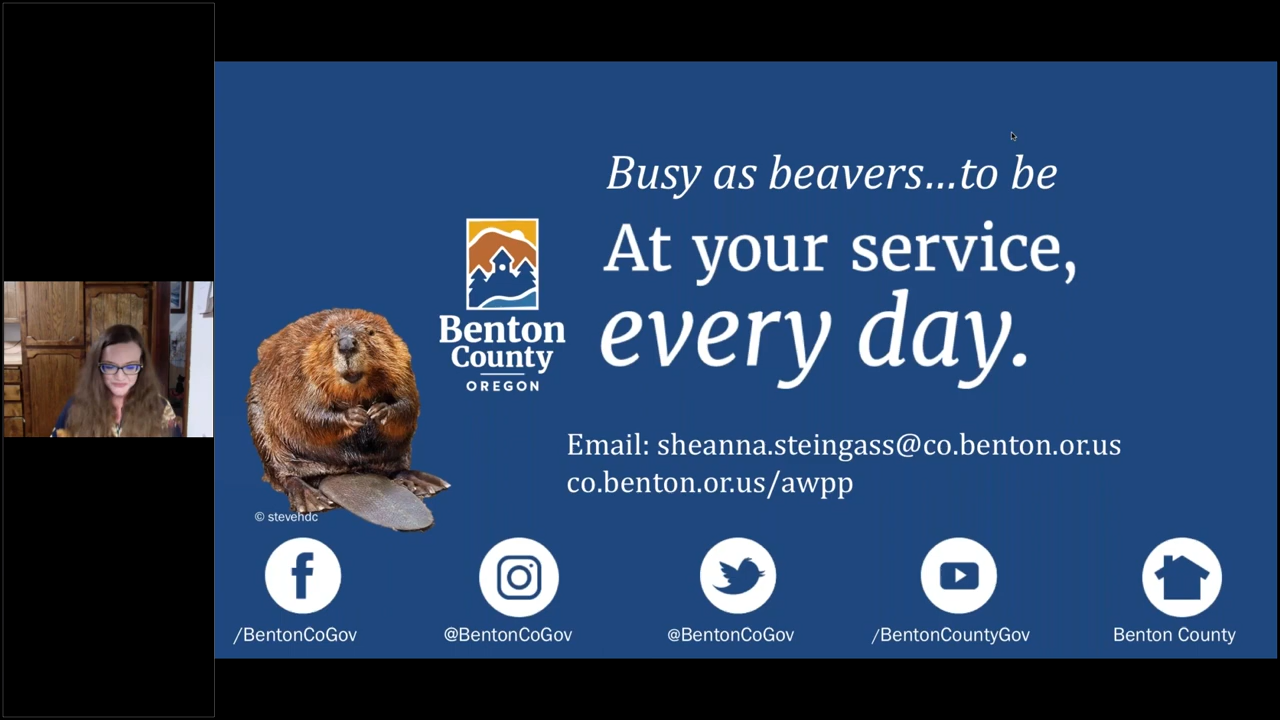 Busy as beavers...to be
At your service,
every day.
Benton
County
OREGON
Email: sheanna.steingass@co.benton.or.us
co.benton.or.us/awpp
© stevehdc
/BentonCoGov
@BentonCoGov
@BentonCoGov
/BentonCountyGov
Benton County